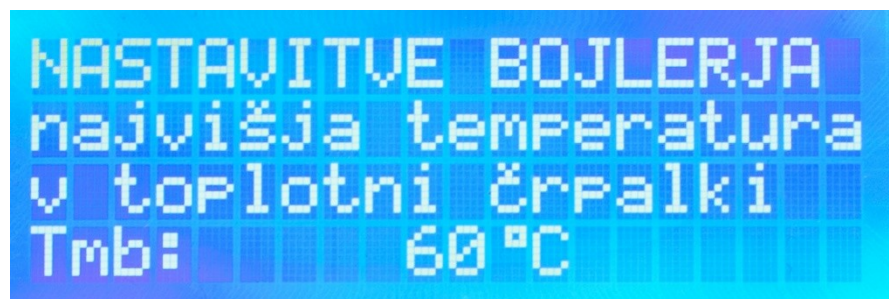 NASTAVITVE BOJLERJA
najvišja temperatura
v toplotni črpalki
Tmb: 60°C